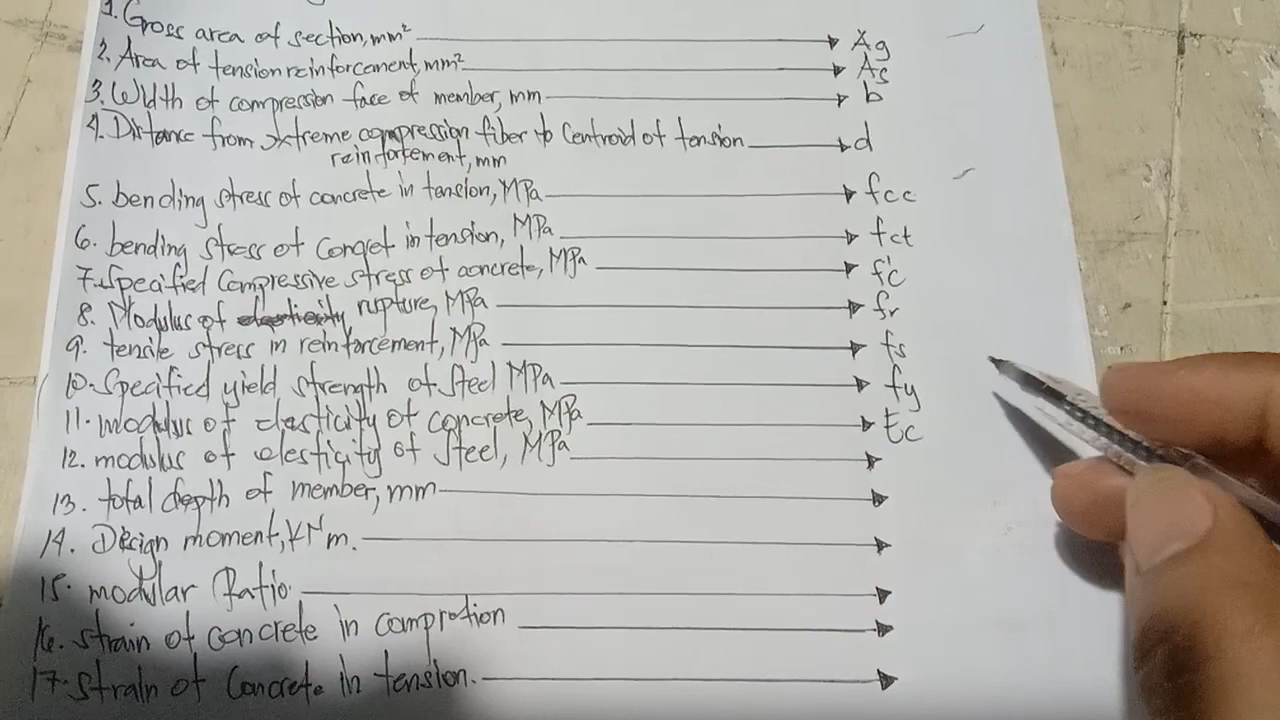 1. Gross area of section, mm² Ag
2. Area of tension reinforcement, mm² As
3. Width of compression face of member, mm b
4. Distance from extreme compression fiber to Centroid of tension d
reinforcement, mm
5. bending stress of concrete in tension, MPa fcc
6. bending stress of in tension, MPa fct
7. Specified Compressive stress of concrete, MPa f'c
8. Modulus of rupture, MPa fr
9. tensile stress in reinforcement, MPa fs
10. Specified yield strength of steel MPa fy
11. modulus of elasticity of concrete, MPa Ec
12. modulus of elesticity of steel, MPa
13. total depth of member, mm
14. Design moment, kN m.
15. modular Ratio
16. strain of concrete in comprotion
17. Strain of Concrete in tension.